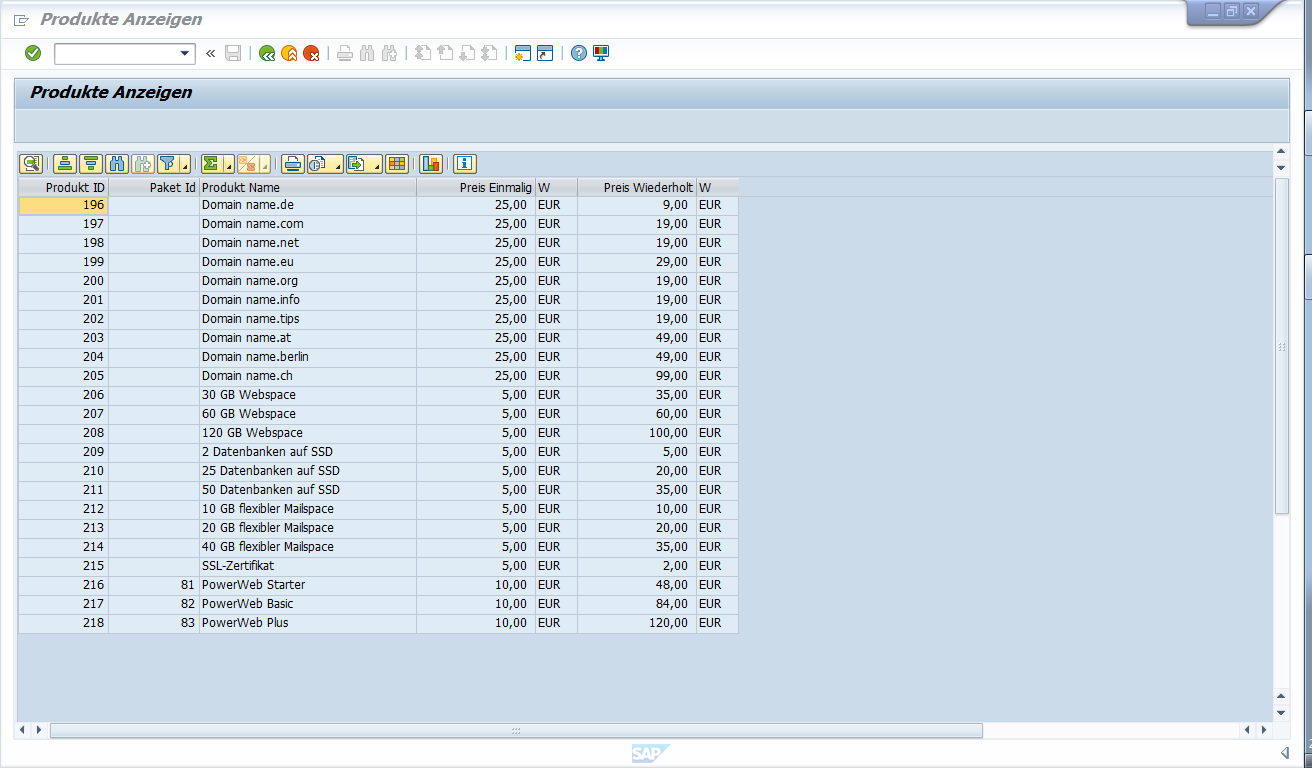 Produkte Anzeigen
Produkte Anzeigen
Produkt ID Paket Id Produkt Name Preis Einmalig W Preis Wiederholt W
196 Domain name.de 25,00 EUR 9,00 EUR
197 Domain name.com 25,00 EUR 19,00 EUR
198 Domain name.net 25,00 EUR 19,00 EUR
199 Domain name.eu 25,00 EUR 29,00 EUR
200 Domain name.org 25,00 EUR 19,00 EUR
201 Domain name.info 25,00 EUR 19,00 EUR
202 Domain name.tips 25,00 EUR 19,00 EUR
203 Domain name.at 25,00 EUR 49,00 EUR
204 Domain name.berlin 25,00 EUR 49,00 EUR
205 Domain name.ch 25,00 EUR 99,00 EUR
206 30 GB Webspace 5,00 EUR 35,00 EUR
207 60 GB Webspace 5,00 EUR 60,00 EUR
208 120 GB Webspace 5,00 EUR 100,00 EUR
209 2 Datenbanken auf SSD 5,00 EUR 5,00 EUR
210 25 Datenbanken auf SSD 5,00 EUR 20,00 EUR
211 50 Datenbanken auf SSD 5,00 EUR 35,00 EUR
212 10 GB flexibler Mailspace 5,00 EUR 10,00 EUR
213 20 GB flexibler Mailspace 5,00 EUR 20,00 EUR
214 40 GB flexibler Mailspace 5,00 EUR 35,00 EUR
215 SSL-Zertifikat 5,00 EUR 2,00 EUR
216 81 PowerWeb Starter 10,00 EUR 48,00 EUR
217 82 PowerWeb Basic 10,00 EUR 84,00 EUR
218 83 PowerWeb Plus 10,00 EUR 120,00 EUR
SAP